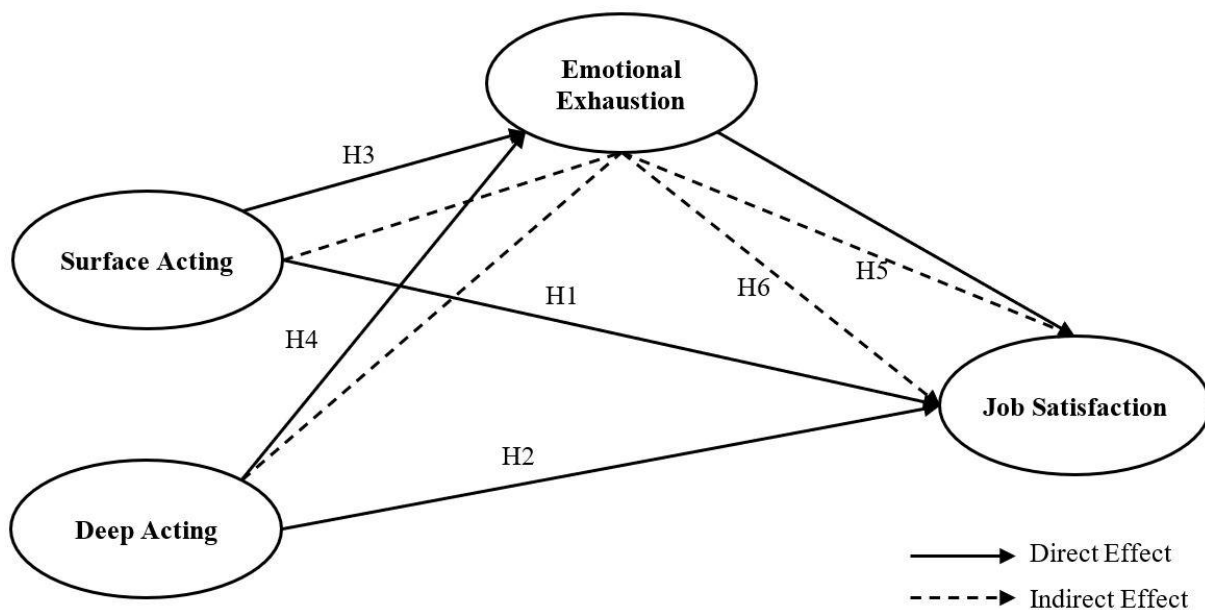 Emotional
Exhaustion
H3
Surface Acting
H5
H6
H1
H4
Job Satisfaction
H2
Deep Acting
Direct Effect
Indirect Effect